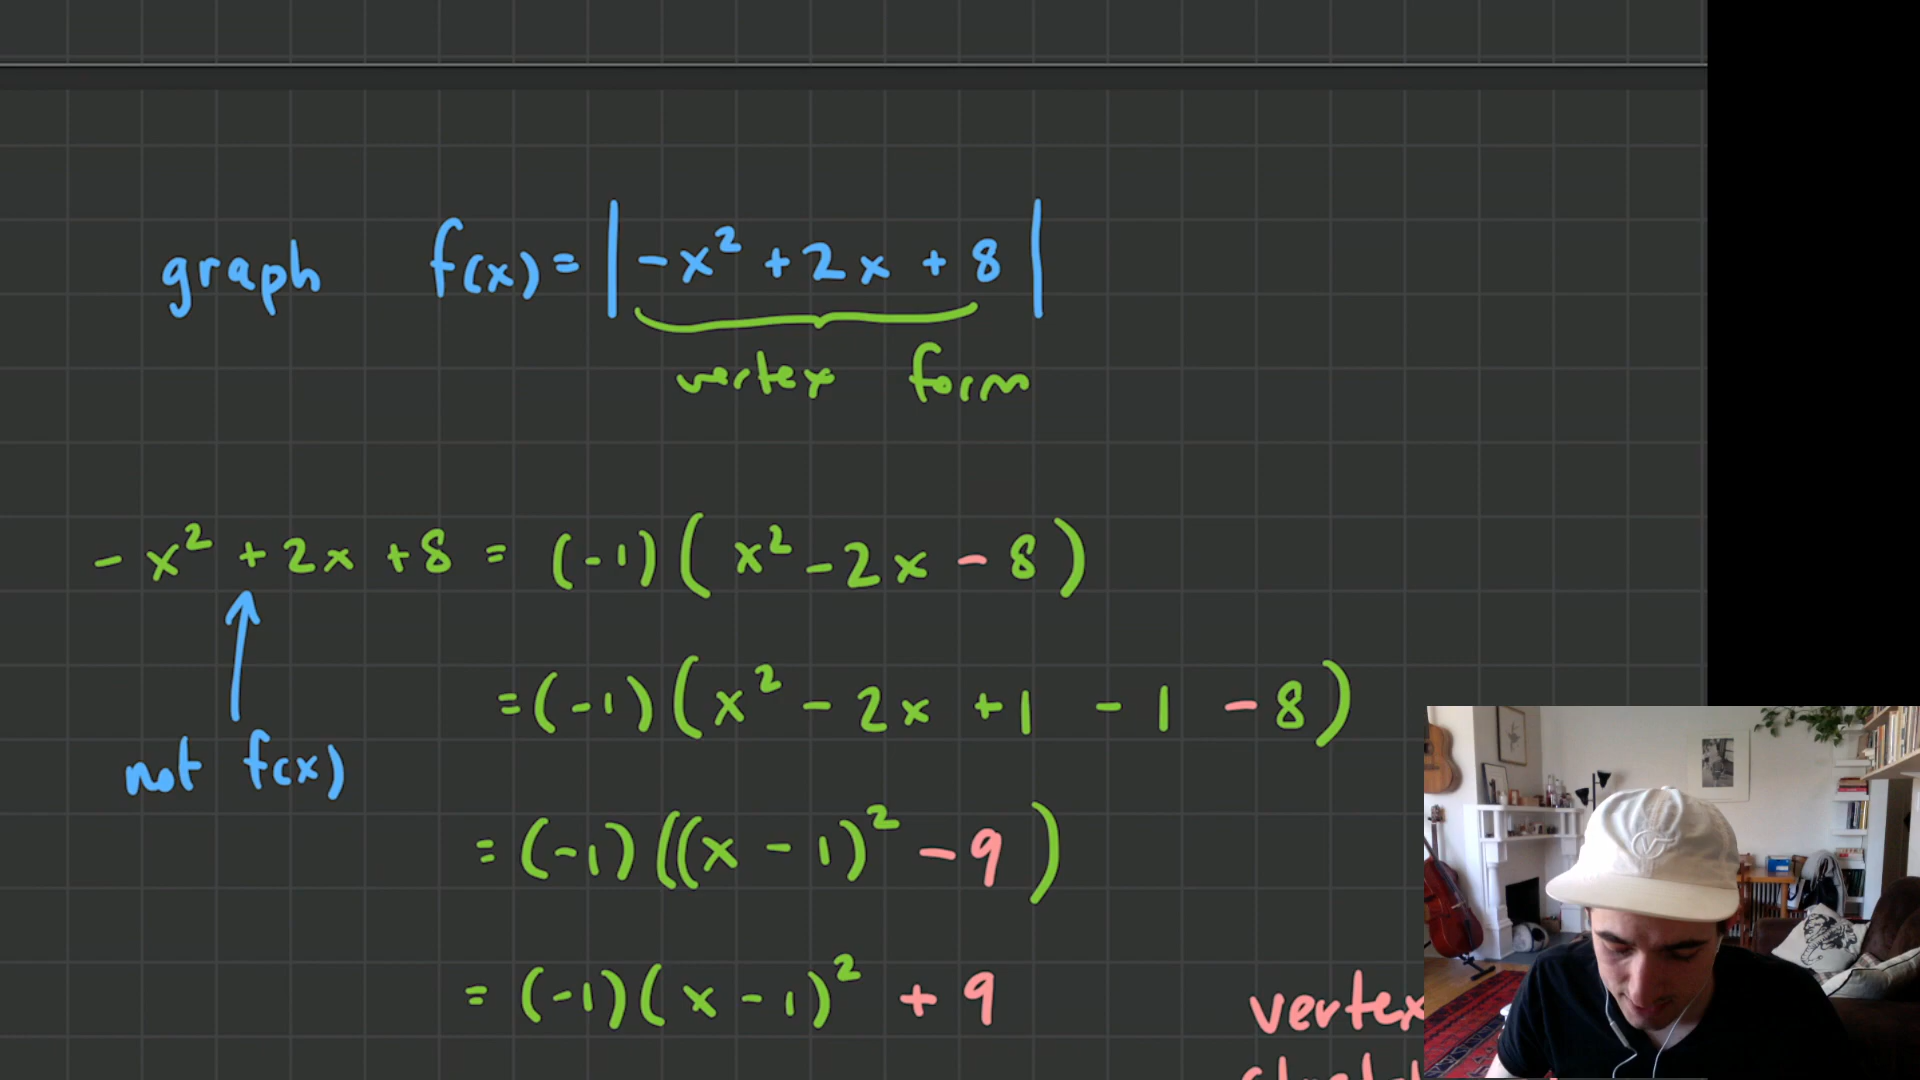 graph f(x) = | -x² + 2x + 8 |
vertex form
-x² + 2x + 8 = (-1)(x² - 2x - 8)
= (-1)(x² - 2x + 1 - 1 - 8)
not f(x)
= (-1)((x - 1)² - 9)
= (-1)(x - 1)² + 9
vertex